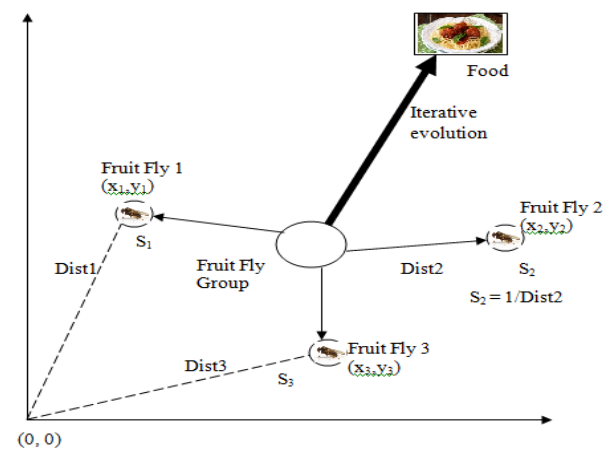 Food
Iterative
evolution
Fruit Fly 1
(x₁,y₁)
S₁
Fruit Fly 2
(x₂,y₂)
S₂
S₂ = 1/Dist2
Dist1
Fruit Fly
Group
Dist2
Dist3
Fruit Fly 3
(x₃,y₃)
S₃
(0, 0)